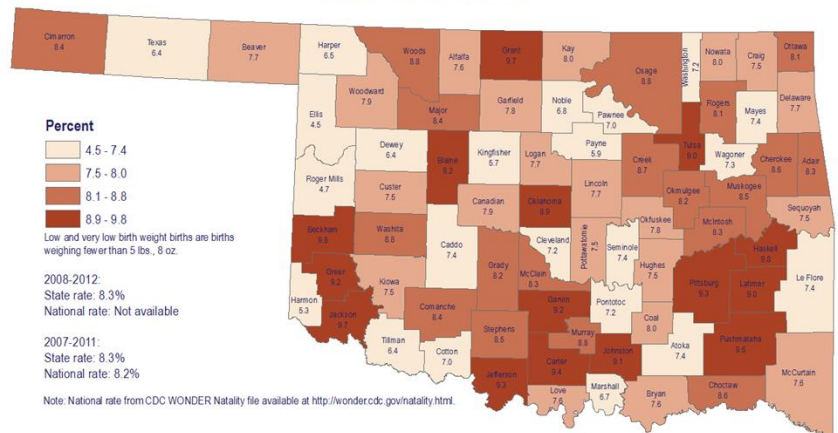 Cimarron
8.4
Texas
6.4
Beaver
7.7
Harper
6.5
Woods
8.8
Alfalfa
7.6
Grant
9.7
Kay
8.0
Osage
8.8
Washington
7.2
Nowata
8.0
Craig
7.5
Ottawa
8.1
Woodward
7.9
Ellis
4.5
Major
8.4
Garfield
7.8
Noble
6.8
Pawnee
7.0
Rogers
8.1
Mayes
7.4
Delaware
7.7
Dewey
6.4
Blaine
9.2
Kingfisher
5.7
Logan
7.7
Payne
5.9
Creek
8.7
Tulsa
Wagoner
7.3
Cherokee
8.6
Adair
8.3
Roger Mills
4.7
Custer
7.5
Canadian
7.9
Oklahoma
8.9
Lincoln
7.7
Okmulgee
8.2
Muskogee
8.5
Sequoyah
7.5
Beckham
Washita
8.8
Caddo
7.4
Grady
8.2
Cleveland
7.2
McClain
8.3
Pottawatomie
7.5
Seminole
7.4
Okfuskee
7.8
Hughes
7.5
McIntosh
8.3
Haskell
Pittsburg
9.3
Latimer
9.0
Le Flore
7.4
Greer
9.2
Kiowa
7.5
Harmon
5.3
Jackson
9.7
Comanche
8.4
Tillman
6.4
Cotton
7.0
Stephens
8.5
Jefferson
9.3
Garvin
9.2
Murray
8.8
Carter
9.4
Love
7.6
Pontotoc
7.2
Johnston
9.1
Marshall
6.7
Coal
8.0
Atoka
7.4
Bryan
7.6
Pushmataha
9.6
Choctaw
8.6
McCurtain
7.6
Percent
4.5 - 7.4
7.5 - 8.0
8.1 - 8.8
8.9 - 9.8
Low and very low birth weight births are births
weighing fewer than 5 lbs., 8 oz.
2008-2012:
State rate: 8.3%
National rate: Not available
2007-2011:
State rate: 8.3%
National rate: 8.2%
Note: National rate from CDC WONDER Natality file available at http://wonder.cdc.gov/natality.html.